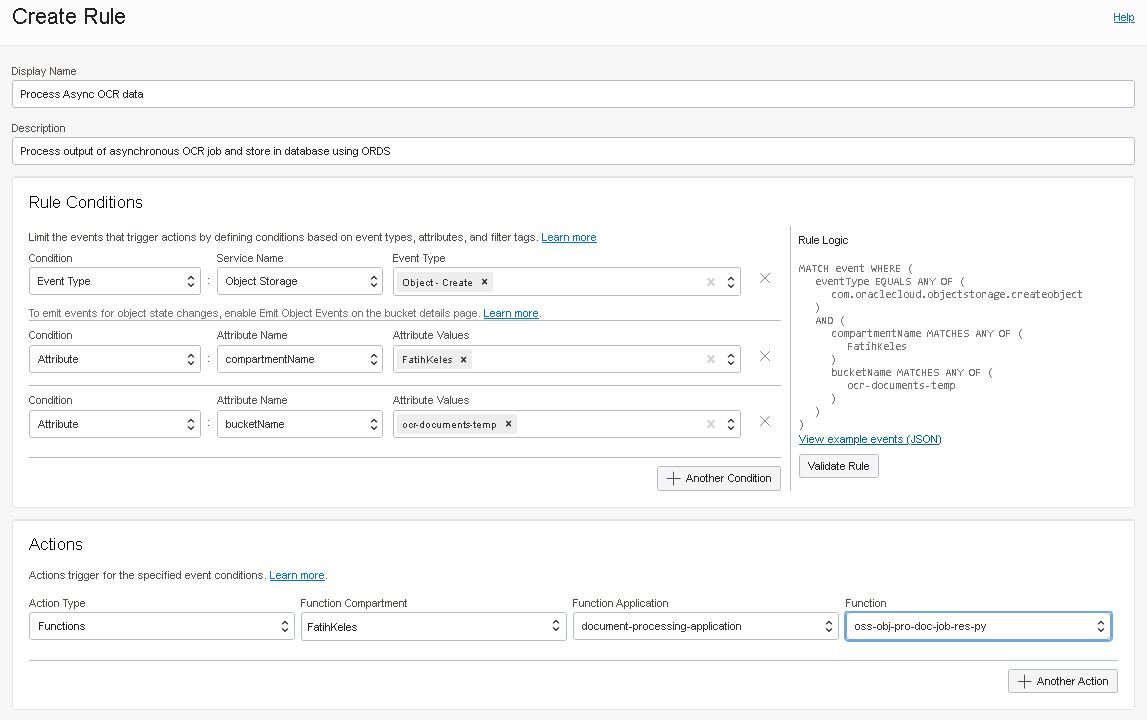 Create Rule
Help
Display Name
Process Async OCR data
Description
Process output of asynchronous OCR job and store in database using ORDS
Rule Conditions
Limit the events that trigger actions by defining conditions based on event types, attributes, and filter tags. Learn more
Condition Service Name Event Type
Event Type : Object Storage Object - Create ×
To emit events for object state changes, enable Emit Object Events on the bucket details page. Learn more.
Condition Attribute Name Attribute Values
Attribute : compartmentName FatihKeles ×
Condition Attribute Name Attribute Values
Attribute : bucketName ocr-documents-temp ×
Another Condition
Rule Logic
MATCH event WHERE (
eventType EQUALS ANY OF (
com.oraclecloud.objectstorage.createobject
)
AND (
compartmentName MATCHES ANY OF (
FatihKeles
)
bucketName MATCHES ANY OF (
ocr-documents-temp
)
)
)
View example events (JSON)
Validate Rule
Actions
Actions trigger for the specified event conditions. Learn more.
Action Type Function Compartment Function Application Function
Functions FatihKeles document-processing-application oss-obj-pro-doc-job-res-py
Another Action